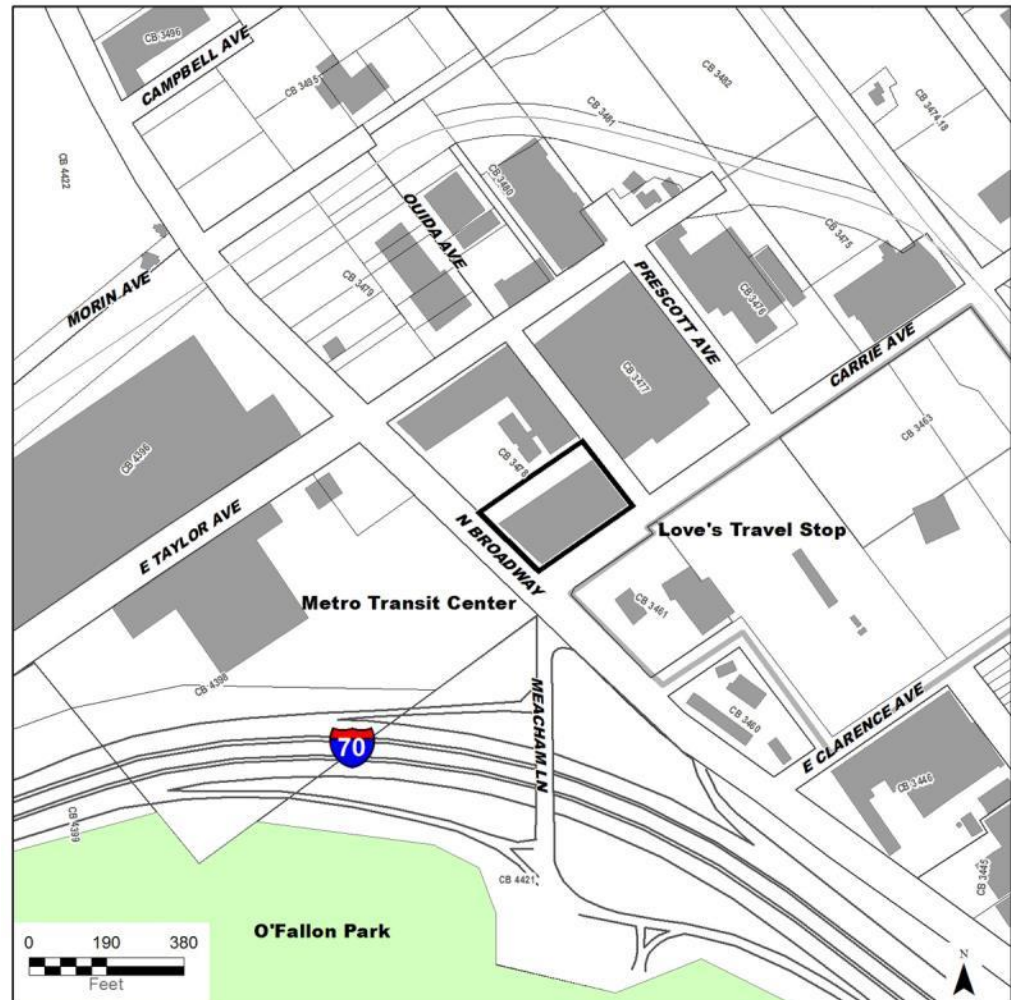 CB 3496
CAMPBELL AVE
CB 3495
CB 3482
CB 3481
CB 3474.18
CB 4422
CB 3480
OUIDA AVE
CB 3475
MORIN AVE
CB 3479
PRESCOTT AVE
CB 3476
CARRIE AVE
CB 3477
CB 3463
CB 4396
CB 3478
E TAYLOR AVE
N BROADWAY
Love's Travel Stop
Metro Transit Center
CB 3461
CB 4398
MEACHAM LN
CB 3460
E CLARENCE AVE
70
CB 3446
CB 4399
CB 3445
CB 4421
O'Fallon Park
0 190 380
Feet
N